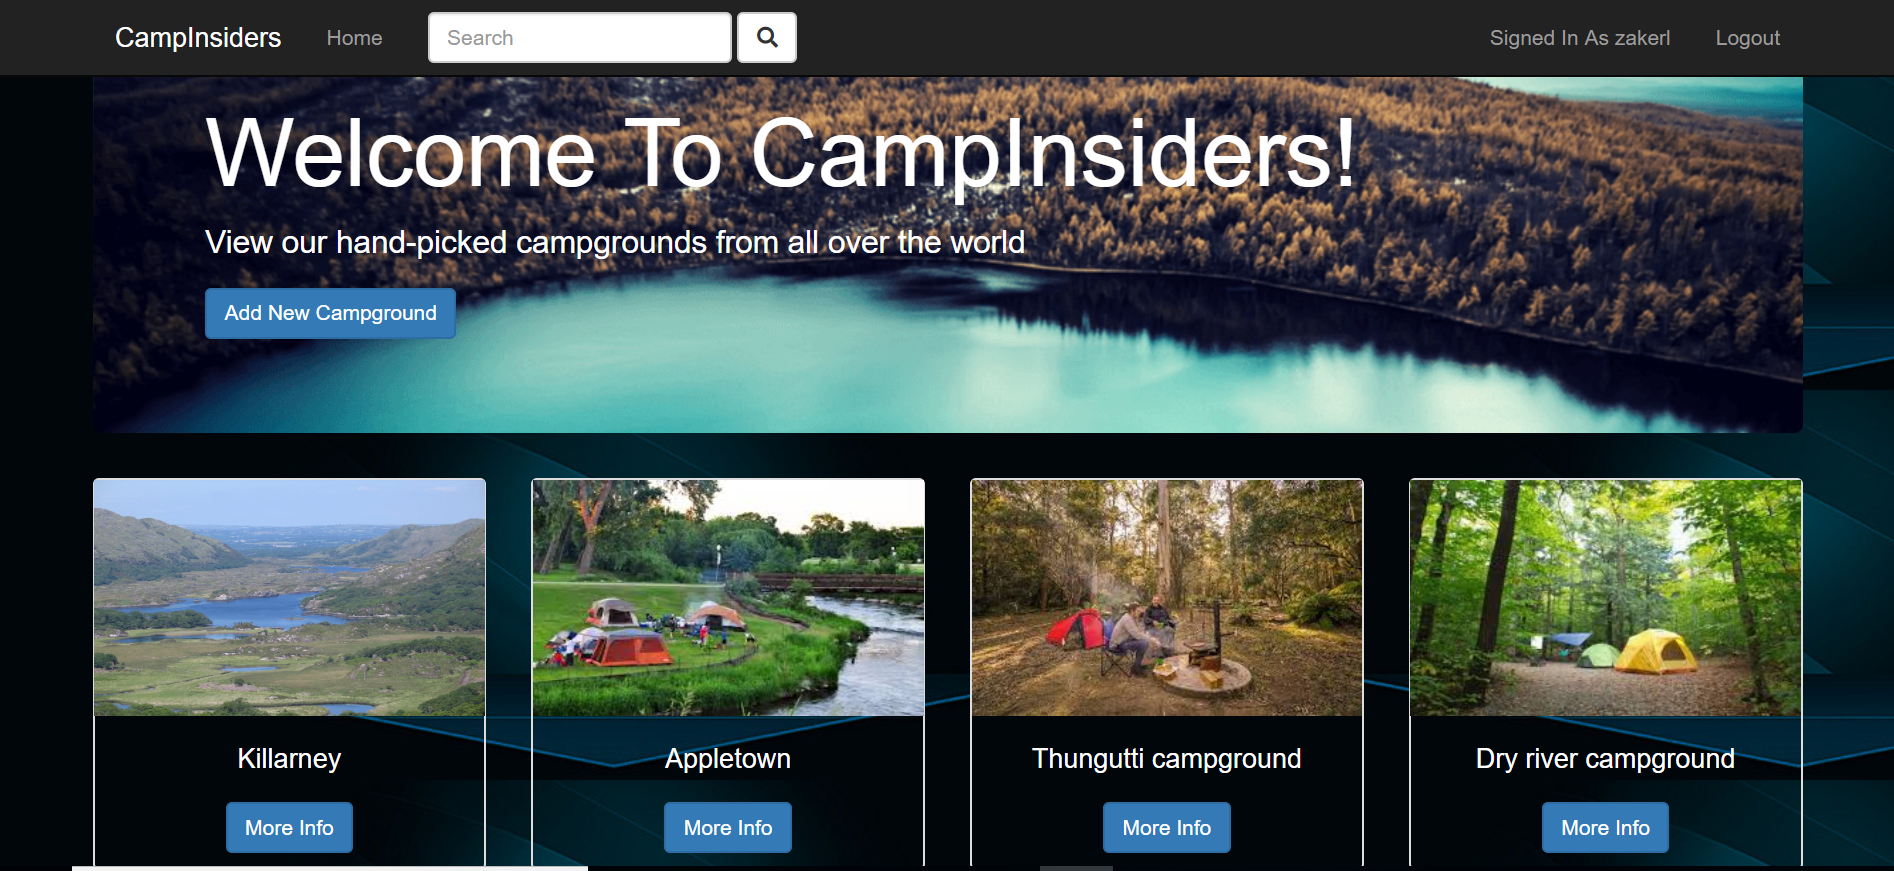 CampInsiders Home Search Signed In As zakerl Logout
Welcome To CampInsiders!
View our hand-picked campgrounds from all over the world
Add New Campground
Killarney Appletown Thungutti campground Dry river campground
More Info More Info More Info More Info